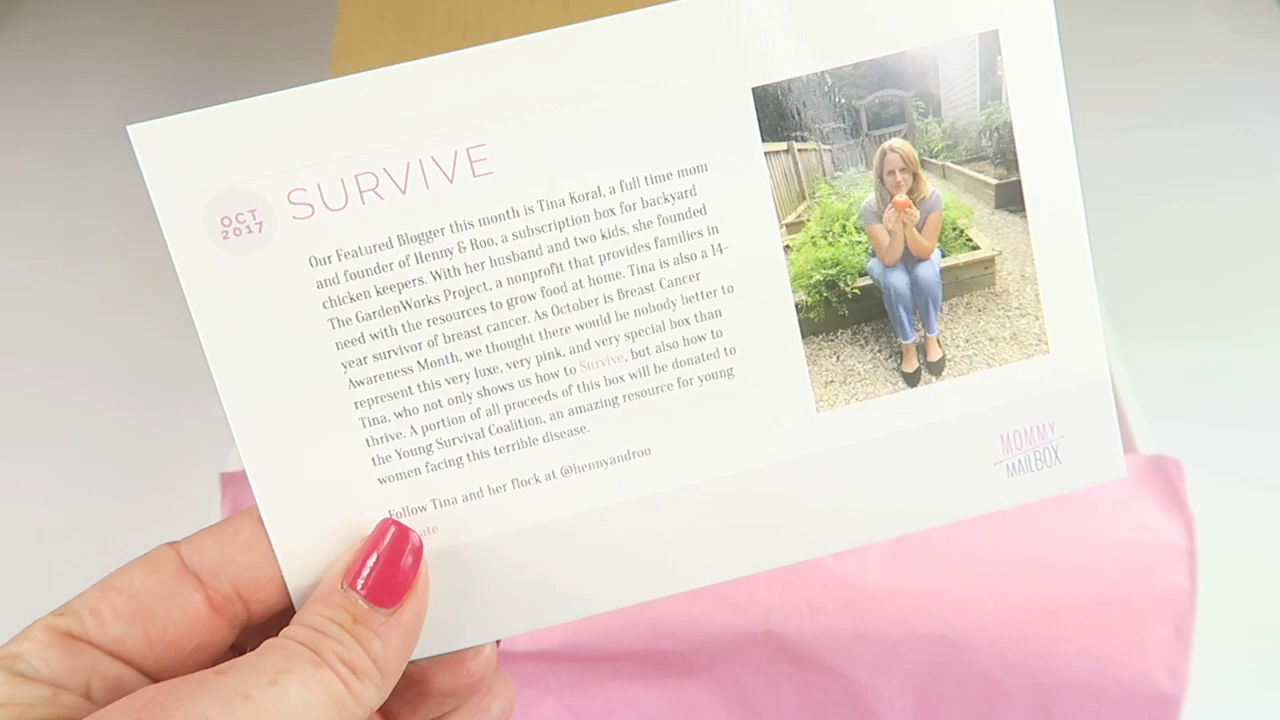 OCT
2017
SURVIVE
Our Featured Blogger this month is Tina Koral, a full time mom
and founder of Henny & Roo, a subscription box for backyard
chicken keepers. With her husband and two kids, she founded
The GardenWorks Project, a nonprofit that provides families in
need with the resources to grow food at home. Tina is also a 14-
year survivor of breast cancer. As October is Breast Cancer
Awareness Month, we thought there would be nobody better to
represent this very luxe, very pink, and very special box than
Tina, who not only shows us how to Survive, but also how to
thrive. A portion of all proceeds of this box will be donated to
the Young Survival Coalition, an amazing resource for young
women facing this terrible disease.
Follow Tina and her flock at @hennyandroo
MOMMY
MAILBOX